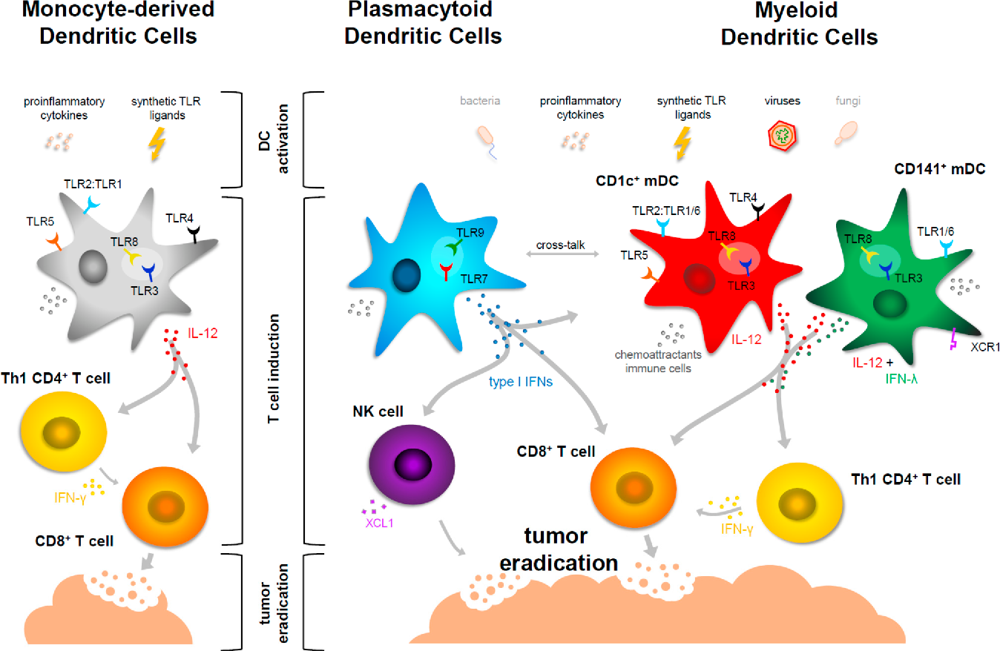 Monocyte-derived
Dendritic Cells
Plasmacytoid
Dendritic Cells
Myeloid
Dendritic Cells
proinflammatory
cytokines
synthetic TLR
ligands
DC
activation
bacteria
proinflammatory
cytokines
synthetic TLR
ligands
viruses
fungi
TLR2:TLR1
TLR5
TLR4
TLR8
TLR3
IL-12
Th1 CD4⁺ T cell
IFN-γ
CD8⁺ T cell
T cell induction
tumor
eradication
TLR9
TLR7
cross-talk
type I IFNs
NK cell
XCL1
CD1c⁺ mDC
TLR2:TLR1/6
TLR4
TLR5
TLR8
TLR3
IL-12
chemoattractants
immune cells
CD141⁺ mDC
TLR8
TLR1/6
TLR3
XCR1
IL-12 +
IFN-λ
CD8⁺ T cell
Th1 CD4⁺ T cell
IFN-γ
tumor
eradication